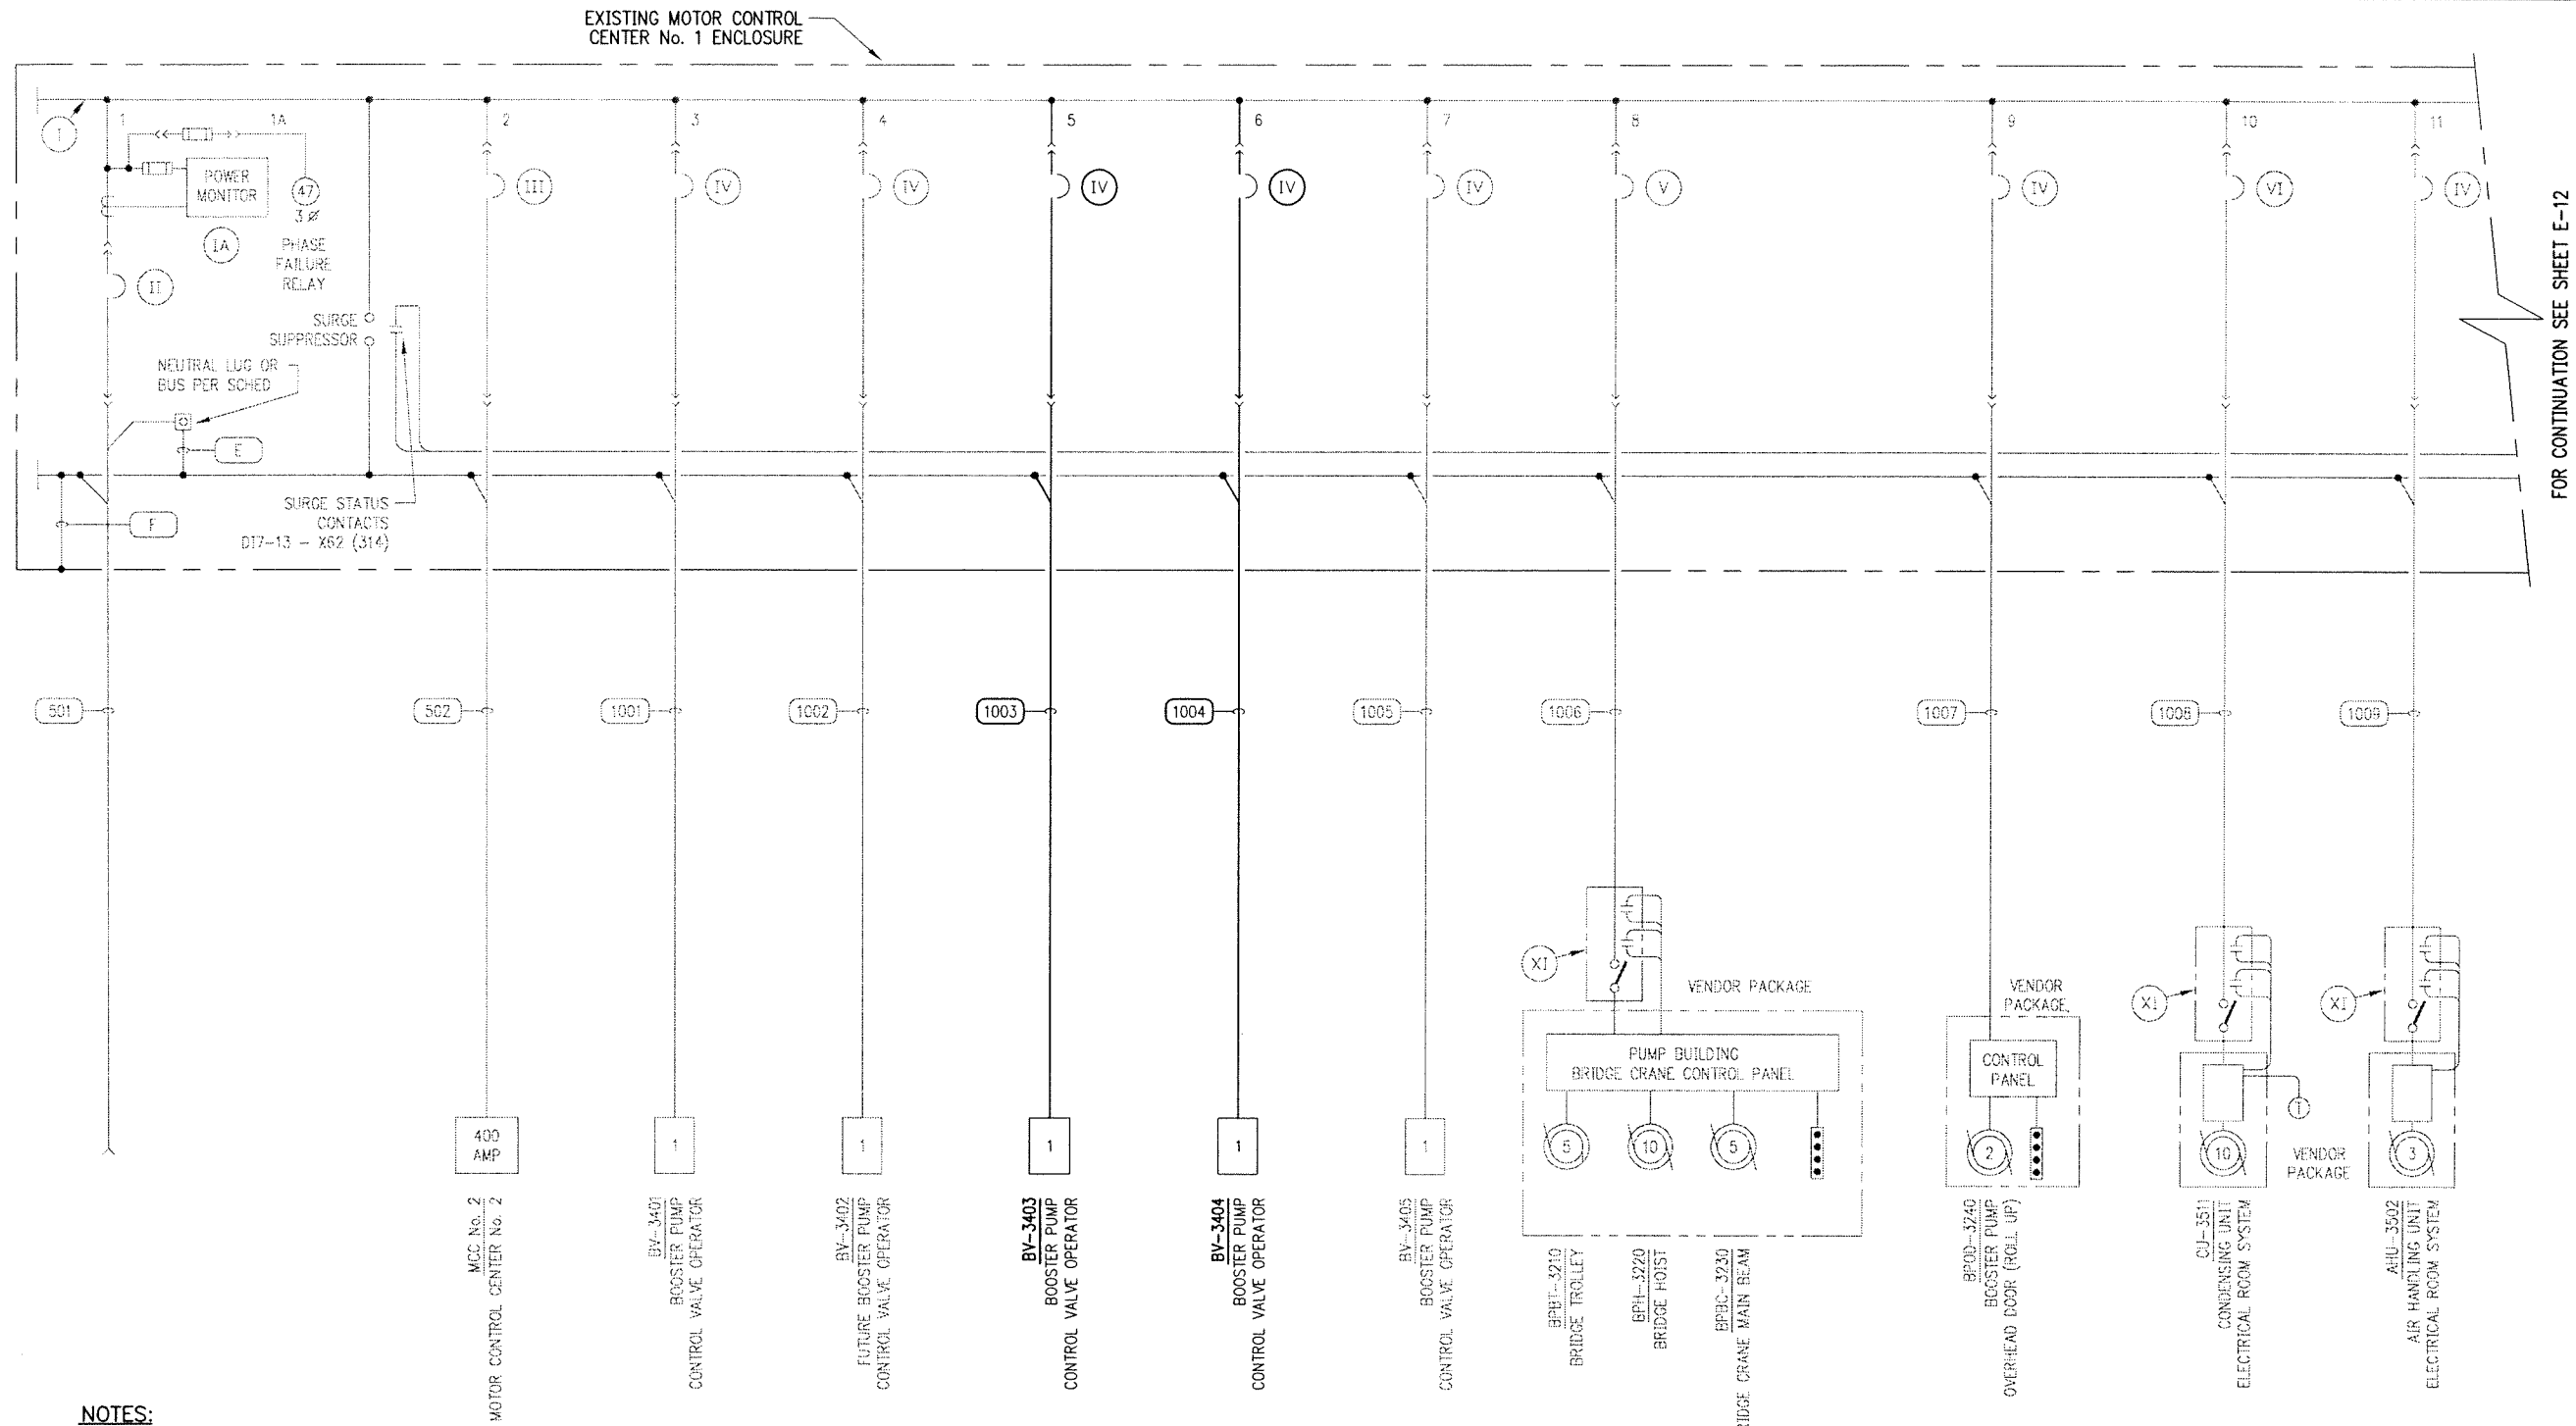 EXISTING MOTOR CONTROL
CENTER No. 1 ENCLOSURE
I
1
1A
2
3
4
5
6
7
8
9
10
11
POWER
MONITOR
47
3 Ø
IA
PHASE
FAILURE
RELAY
II
III
IV
IV
IV
IV
IV
V
IV
VI
IV
SURGE
SUPPRESSOR
NEUTRAL LUG OR
BUS PER SCHED
E
SURGE STATUS
CONTACTS
DI7-13 - X62 (314)
F
FOR CONTINUATION SEE SHEET E-12
501
502
1001
1002
1003
1004
1005
1006
1007
1008
1009
XI
VENDOR PACKAGE
PUMP BUILDING
BRIDGE CRANE CONTROL PANEL
5
10
5
VENDOR
PACKAGE
CONTROL
PANEL
2
XI
T
10
VENDOR
PACKAGE
XI
3
400
AMP
1
1
1
1
1
MCC No. 2
MOTOR CONTROL CENTER No. 2
BV-3401
BOOSTER PUMP
CONTROL VALVE OPERATOR
BV-3402
FUTURE BOOSTER PUMP
CONTROL VALVE OPERATOR
BV-3403
BOOSTER PUMP
CONTROL VALVE OPERATOR
BV-3404
BOOSTER PUMP
CONTROL VALVE OPERATOR
BV-3405
BOOSTER PUMP
CONTROL VALVE OPERATOR
BPBT-3210
BRIDGE TROLLEY
BPH-3220
BRIDGE HOIST
BPBC-3230
RIDGE CRANE MAIN BEAM
BPOD-3240
BOOSTER PUMP
OVERHEAD DOOR (ROLL UP)
CU-3511
CONDENSING UNIT
ELECTRICAL ROOM SYSTEM
AHU-3502
AIR HANDLING UNIT
ELECTRICAL ROOM SYSTEM
NOTES: